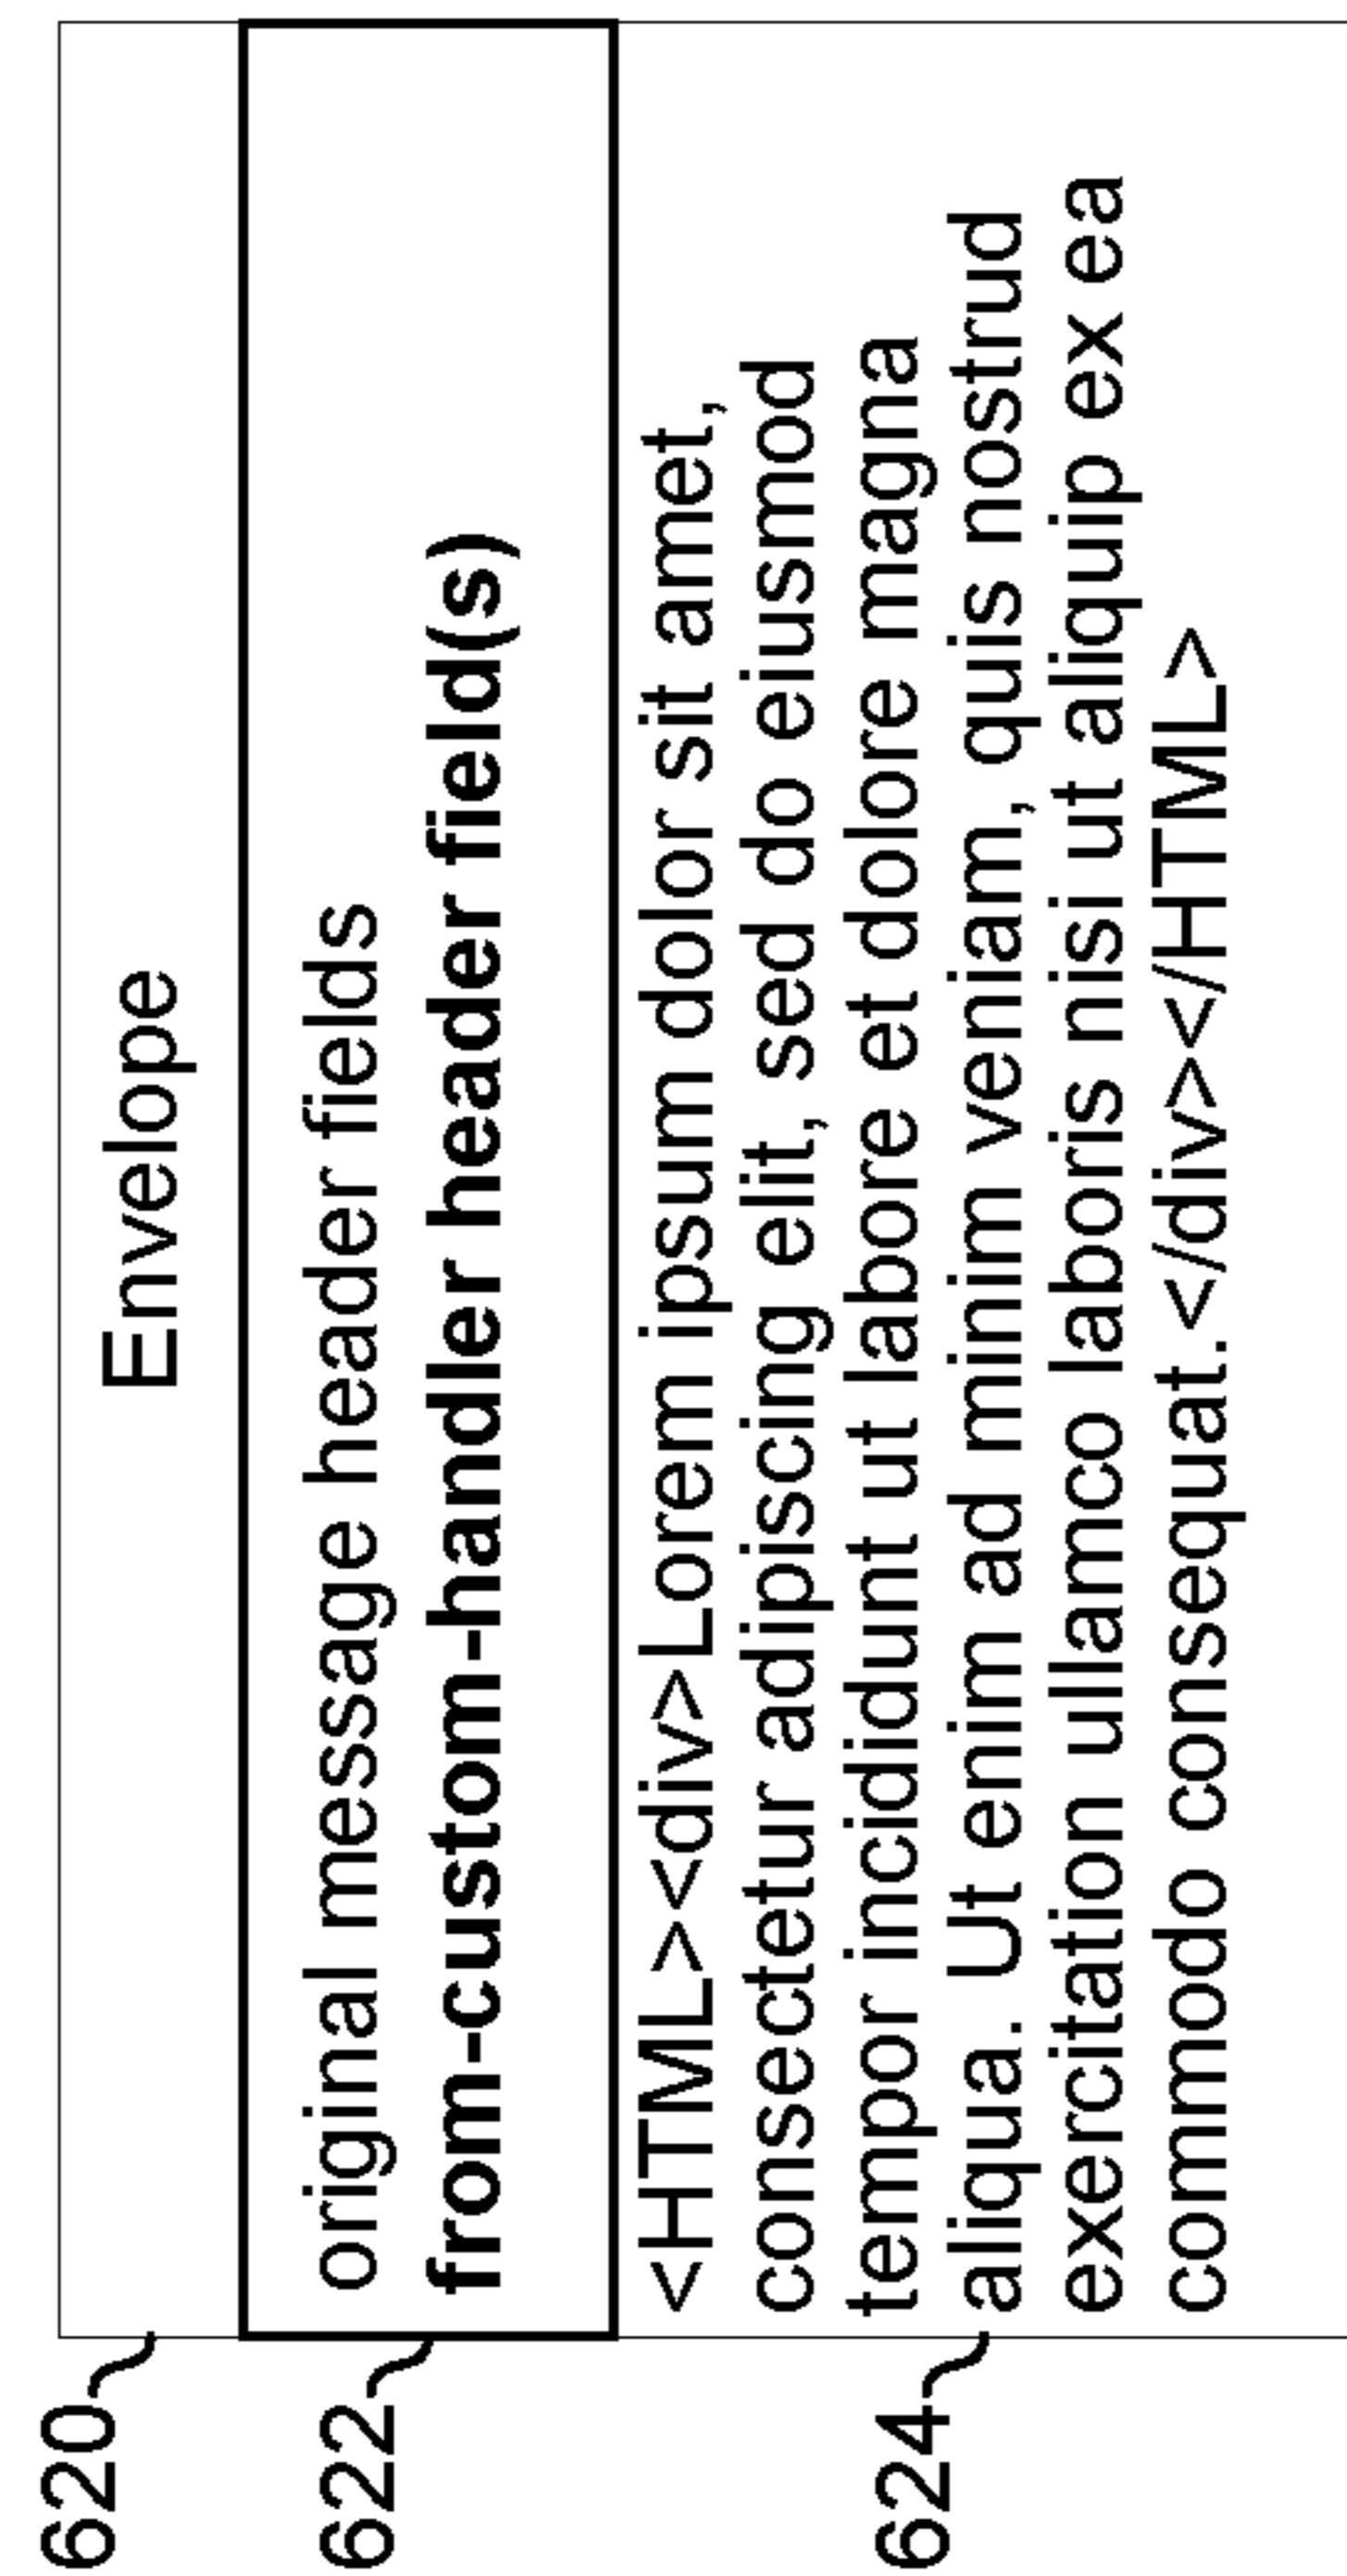 620
Envelope
622
original message header fields
from-custom-handler header field(s)
624
<HTML><div>Lorem ipsum dolor sit amet,
consectetur adipiscing elit, sed do eiusmod
tempor incididunt ut labore et dolore magna
aliqua. Ut enim ad minim veniam, quis nostrud
exercitation ullamco laboris nisi ut aliquip ex ea
commodo consequat.</div></HTML>